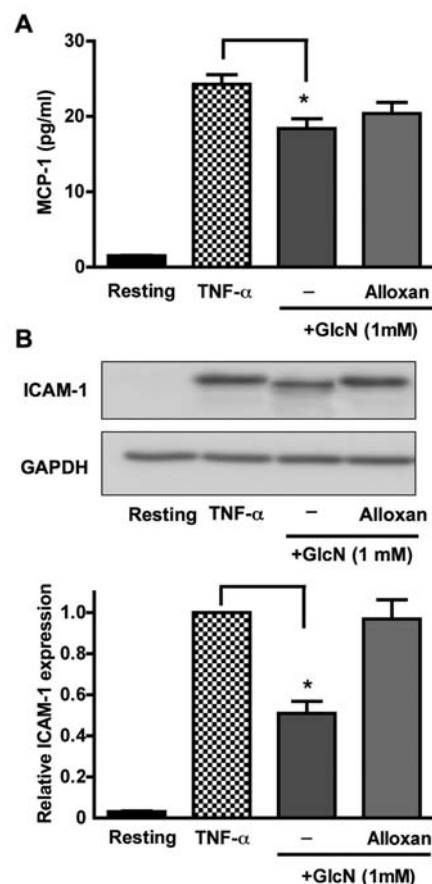 A
30
20
10
0
MCP-1 (pg/ml)
*
Resting TNF-α – Alloxan
+GlcN (1mM)
B
ICAM-1
GAPDH
Resting TNF-α – Alloxan
+GlcN (1 mM)
Relative ICAM-1 expression
1.0
0.8
0.6
0.4
0.2
0
*
Resting TNF-α – Alloxan
+GlcN (1mM)